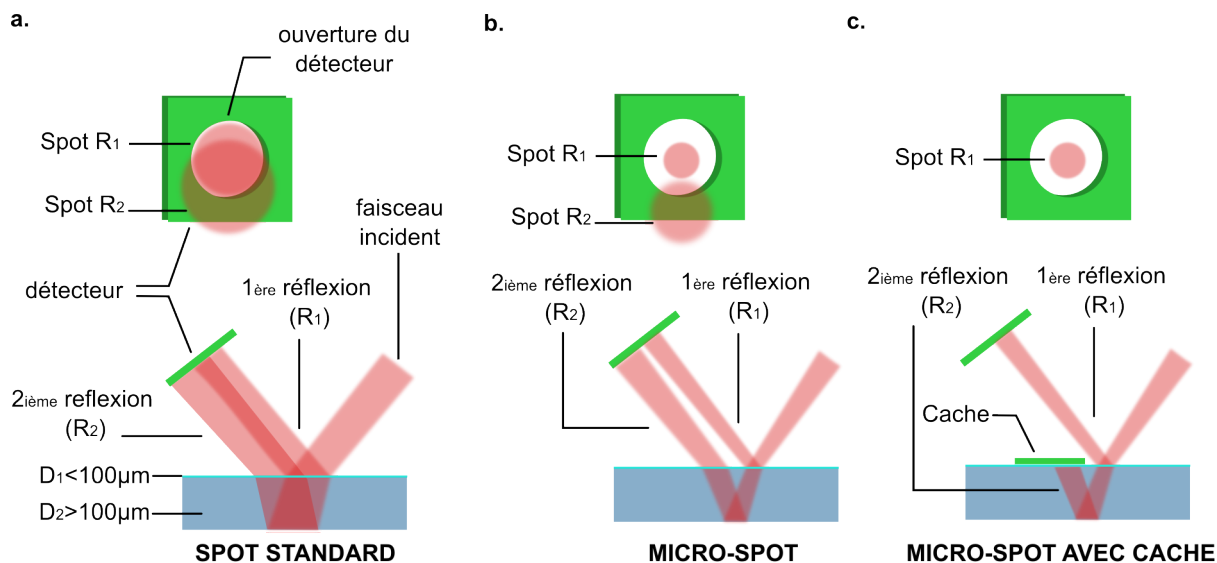 a.
ouverture du
détecteur
Spot R1
Spot R2
faisceau
incident
détecteur
1ère réflexion
(R1)
2ième reflexion
(R2)
D1<100µm
D2>100µm
SPOT STANDARD
b.
Spot R1
Spot R2
2ième réflexion
(R2)
1ère réflexion
(R1)
MICRO-SPOT
c.
Spot R1
2ième réflexion
(R2)
1ère réflexion
(R1)
Cache
MICRO-SPOT AVEC CACHE